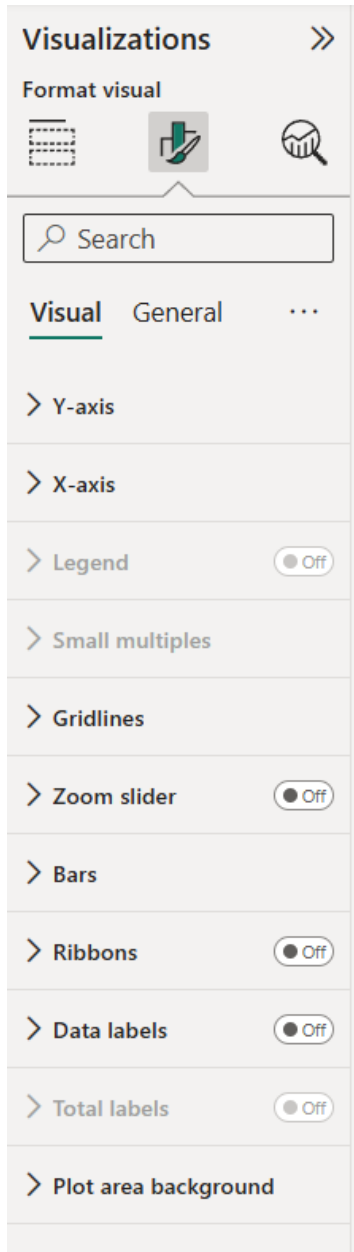 Visualizations
Format visual
Search
Visual General
Y-axis
X-axis
Legend Off
Small multiples
Gridlines
Zoom slider Off
Bars
Ribbons Off
Data labels Off
Total labels Off
Plot area background